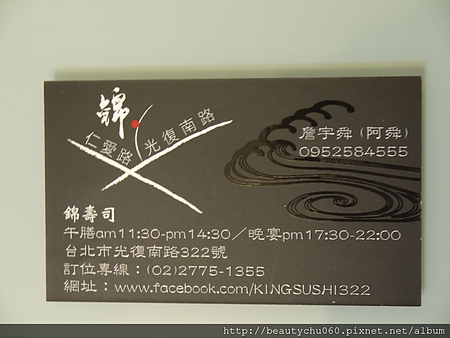 錦
仁愛路
光復南路
詹宇舜 (阿舜)
0952584555
錦壽司
午膳am11:30-pm14:30／晚宴pm17:30-22:00
台北市光復南路322號
訂位專線：(02)2775-1355
網址：www.facebook.com/KINGSUSHI322
http://beautychu060.pixnet.net/album